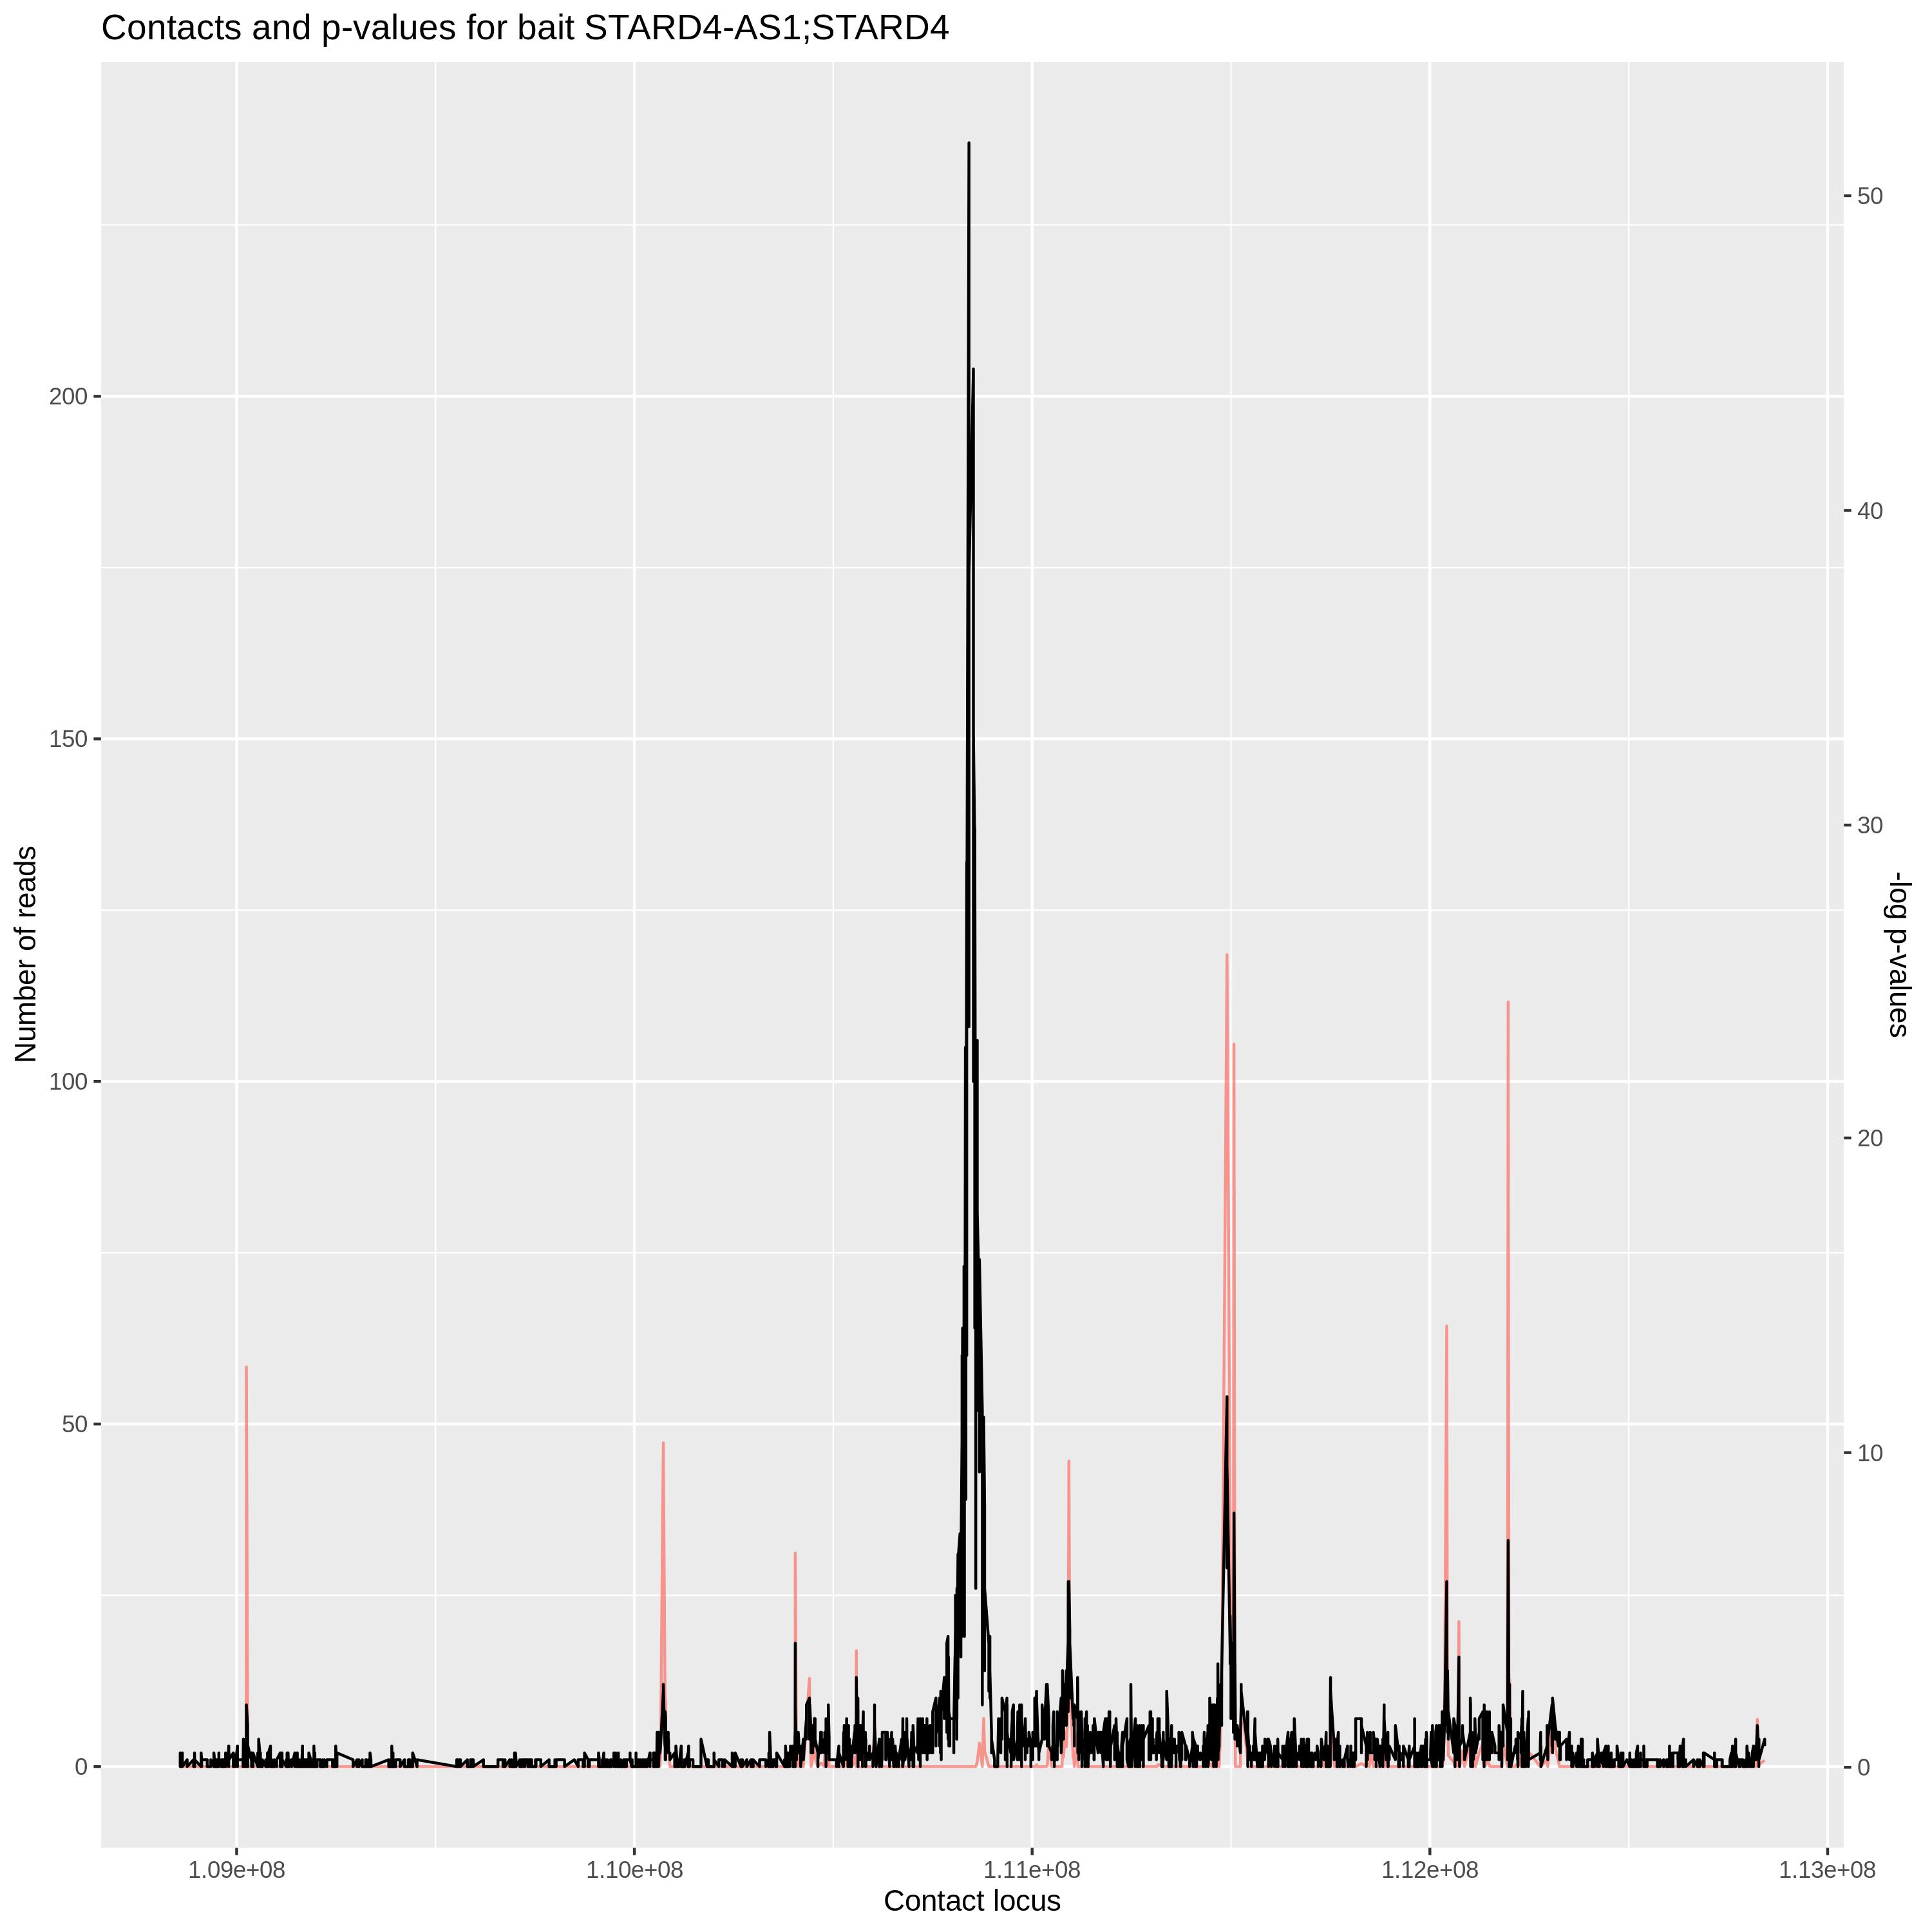 Contacts and p-values for bait STARD4-AS1;STARD4
Number of reads
200
150
100
50
0
50
40
30
20
10
0
-log p-values
1.09e+08
1.10e+08
1.11e+08
1.12e+08
1.13e+08
Contact locus